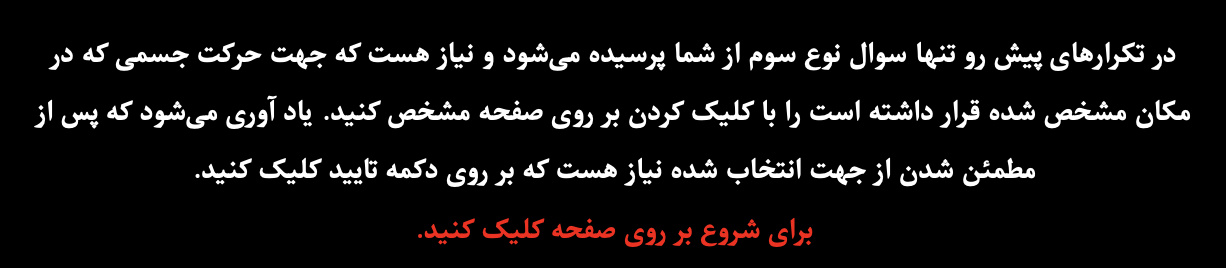 در تکرارهای پیش رو تنها سوال نوع سوم از شما پرسیده می‌شود و نیاز هست که جهت حرکت جسمی که در
مکان مشخص شده قرار داشته است را با کلیک کردن بر روی صفحه مشخص کنید. یاد آوری می‌شود که پس از
مطمئن شدن از جهت انتخاب شده نیاز هست که بر روی دکمه تایید کلیک کنید.
برای شروع بر روی صفحه کلیک کنید.